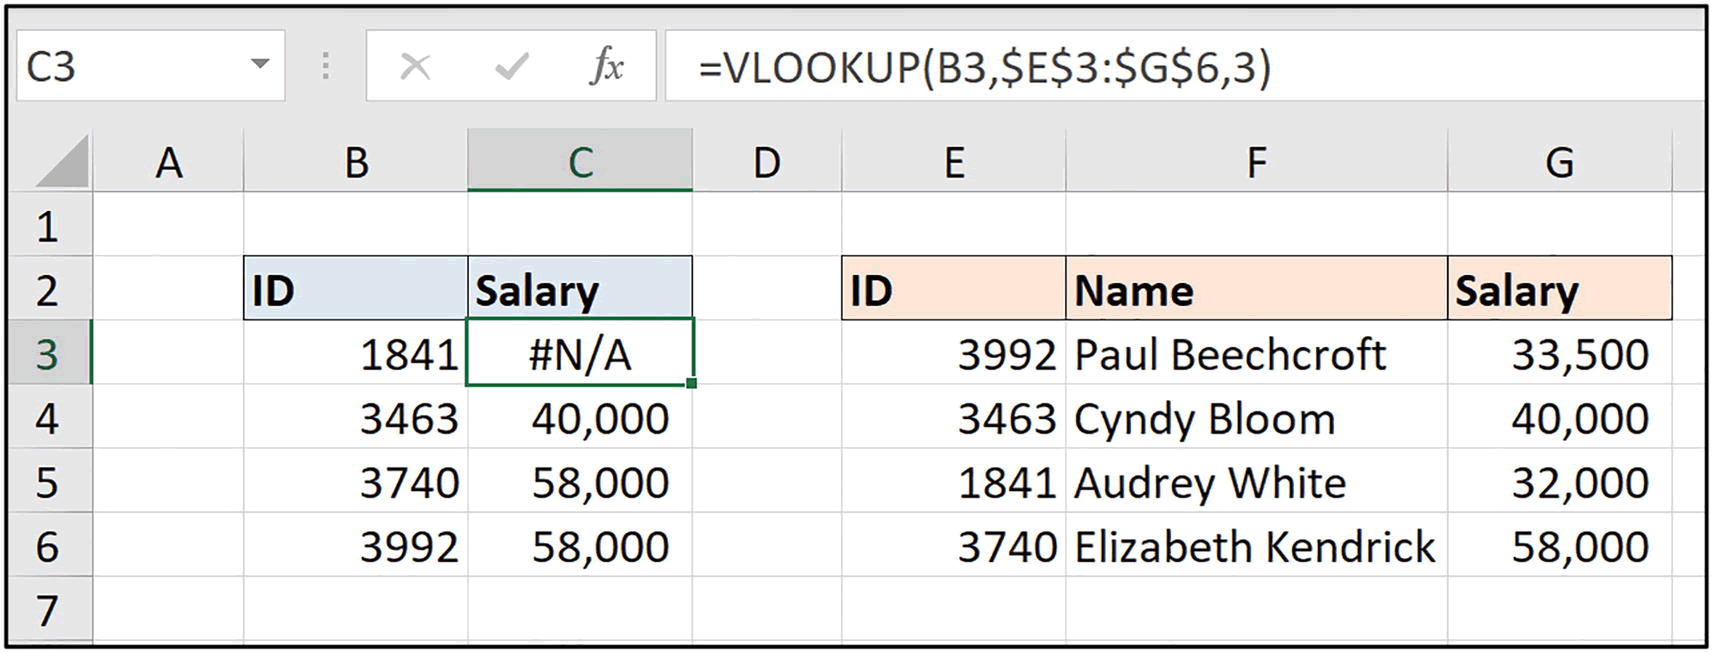 C3 fx =VLOOKUP(B3,$E$3:$G$6,3)
A B C D E F G
1
2 ID Salary ID Name Salary
3 1841 #N/A 3992 Paul Beechcroft 33,500
4 3463 40,000 3463 Cyndy Bloom 40,000
5 3740 58,000 1841 Audrey White 32,000
6 3992 58,000 3740 Elizabeth Kendrick 58,000
7